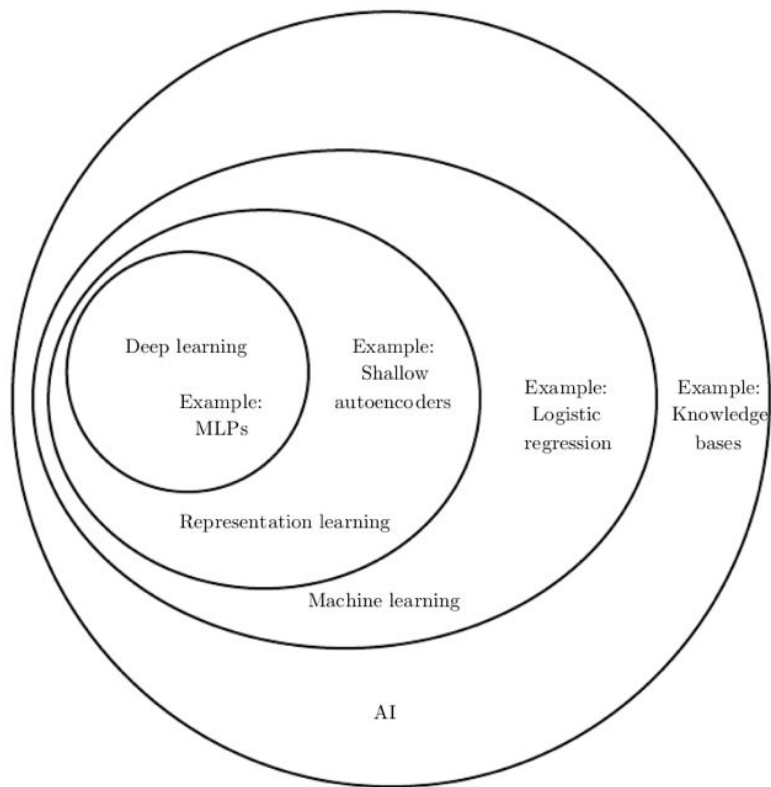 Deep learning
Example:
MLPs
Example:
Shallow
autoencoders
Example:
Logistic
regression
Example:
Knowledge
bases
Representation learning
Machine learning
AI